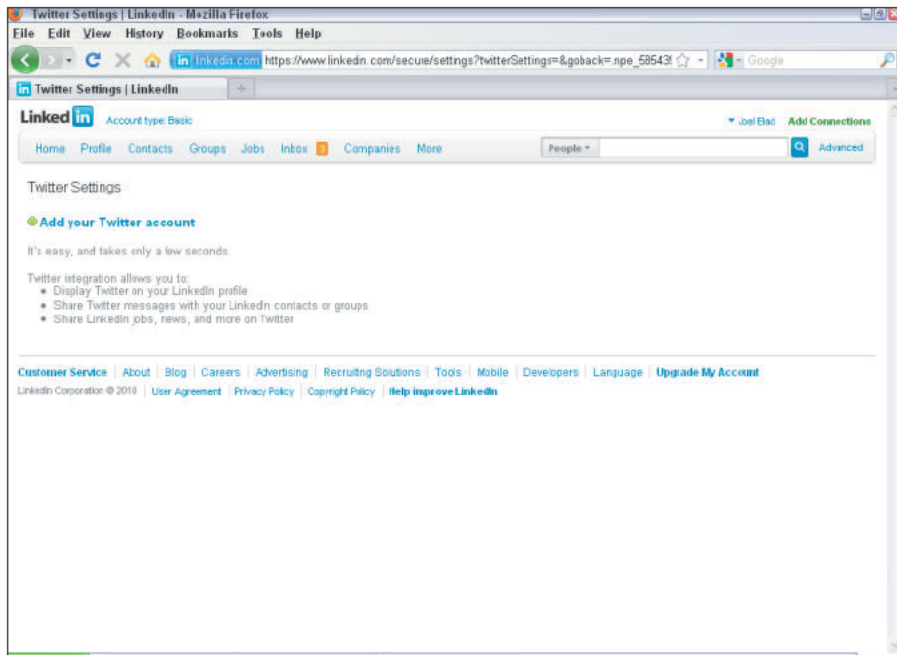 Twitter Settings | LinkedIn - Mozilla Firefox
File Edit View History Bookmarks Tools Help
in linkedin.com https://www.linkedin.com/secure/settings?twitterSettings=&goback=.npe_58543 Google
in Twitter Settings | LinkedIn
Linked in Account type: Basic Joel Elad Add Connections
Home Profile Contacts Groups Jobs Inbox 3 Companies More People Advanced
Twitter Settings
Add your Twitter account
It's easy, and takes only a few seconds.
Twitter integration allows you to:
• Display Twitter on your LinkedIn profile
• Share Twitter messages with your LinkedIn contacts or groups
• Share LinkedIn jobs, news, and more on Twitter
Customer Service | About | Blog | Careers | Advertising | Recruiting Solutions | Tools | Mobile | Developers | Language | Upgrade My Account
LinkedIn Corporation © 2010 | User Agreement | Privacy Policy | Copyright Policy | Help improve LinkedIn